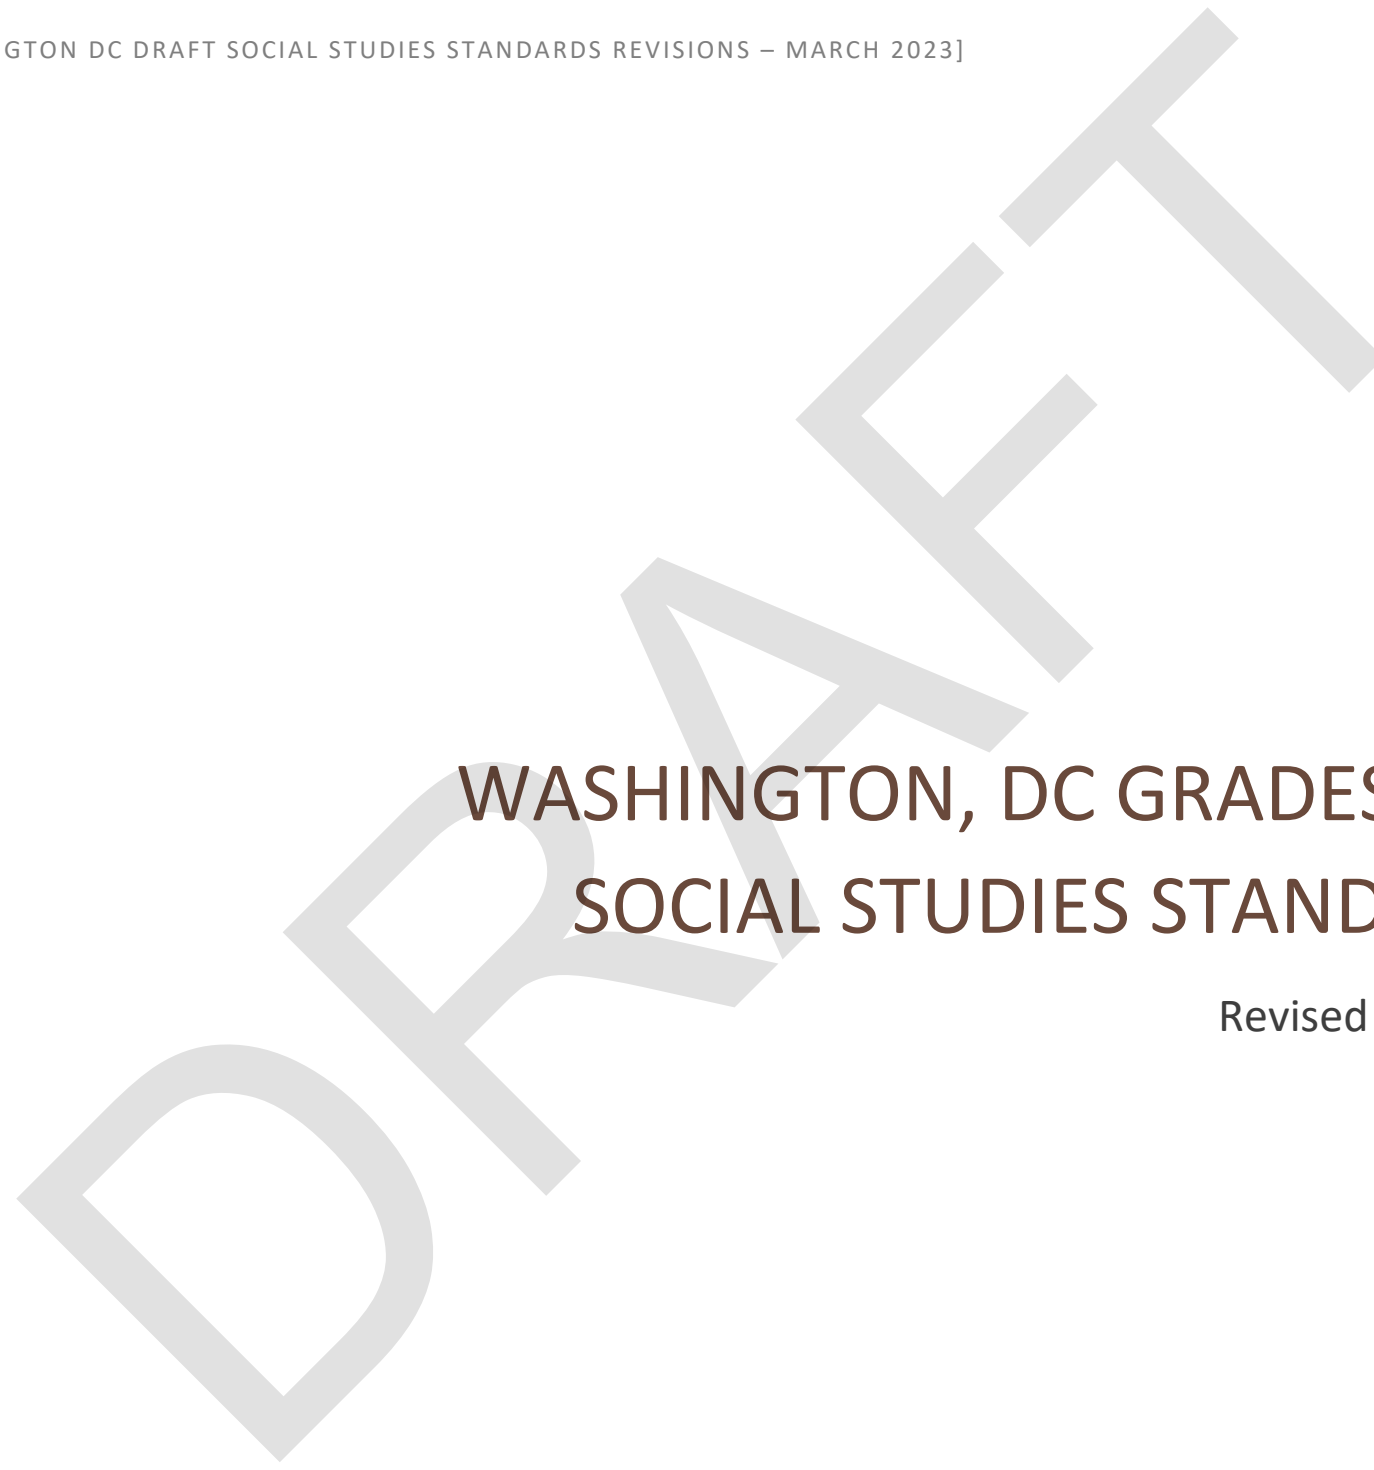 GTON DC DRAFT SOCIAL STUDIES STANDARDS REVISIONS – MARCH 2023]
DRAFT
WASHINGTON, DC GRADES
SOCIAL STUDIES STAND
Revised